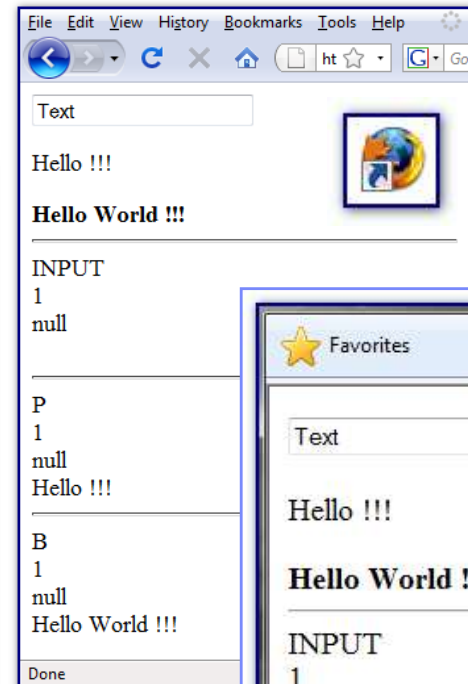 File Edit View History Bookmarks Tools Help
ht G Go
Text
Hello !!!
Hello World !!!
INPUT
1
null
P
1
null
Hello !!!
B
1
null
Hello World !!!
Done
Favorites
Text
Hello !!!
Hello World !
INPUT
1